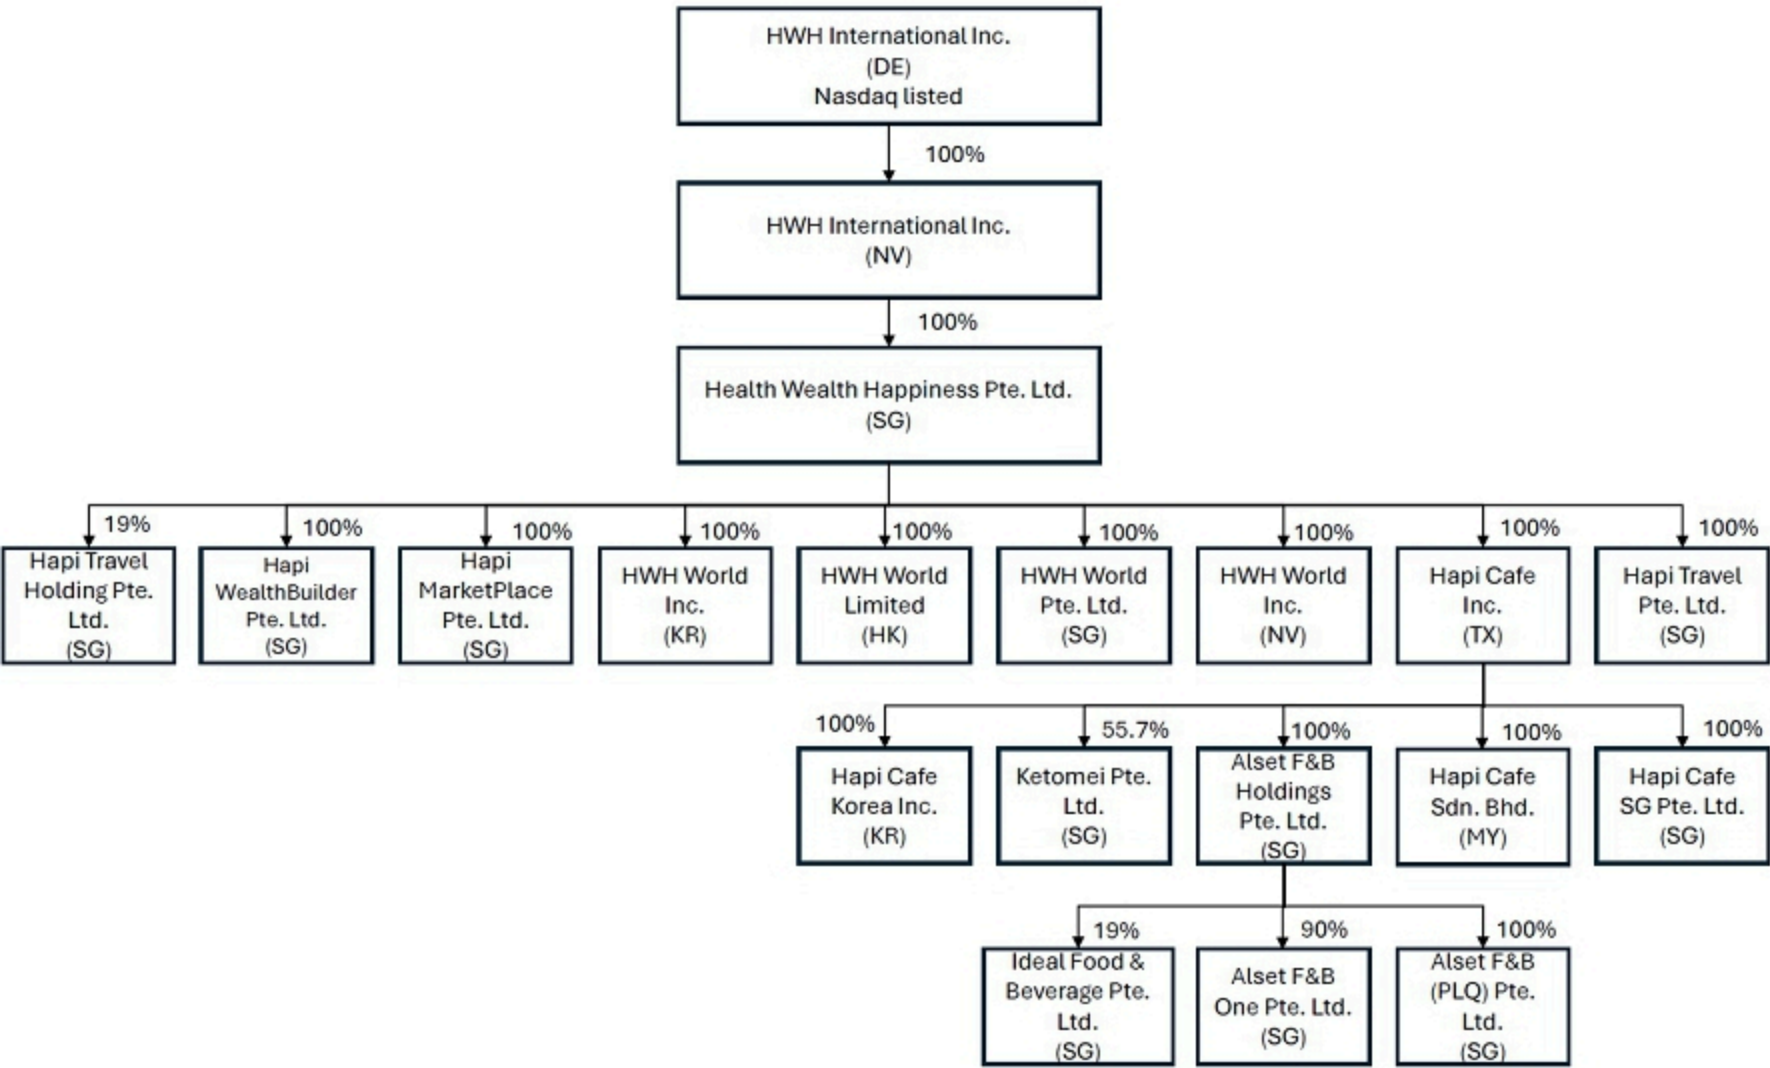 HWH International Inc.
(DE)
Nasdaq listed
100%
HWH International Inc.
(NV)
100%
Health Wealth Happiness Pte. Ltd.
(SG)
19%
Hapi Travel
Holding Pte.
Ltd.
(SG)
100%
Hapi
WealthBuilder
Pte. Ltd.
(SG)
100%
Hapi
MarketPlace
Pte. Ltd.
(SG)
100%
HWH World
Inc.
(KR)
100%
HWH World
Limited
(HK)
100%
HWH World
Pte. Ltd.
(SG)
100%
HWH World
Inc.
(NV)
100%
Hapi Cafe
Inc.
(TX)
100%
Hapi Travel
Pte. Ltd.
(SG)
100%
Hapi Cafe
Korea Inc.
(KR)
55.7%
Ketomei Pte.
Ltd.
(SG)
100%
Alset F&B
Holdings
Pte. Ltd.
(SG)
100%
Hapi Cafe
Sdn. Bhd.
(MY)
100%
Hapi Cafe
SG Pte. Ltd.
(SG)
19%
Ideal Food &
Beverage Pte.
Ltd.
(SG)
90%
Alset F&B
One Pte. Ltd.
(SG)
100%
Alset F&B
(PLQ) Pte.
Ltd.
(SG)